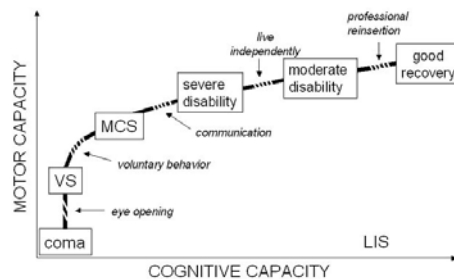 professional
reinsertion
live
independently
good
recovery
moderate
disability
severe
disability
MCS
communication
voluntary behavior
VS
eye opening
coma
LIS
MOTOR CAPACITY
COGNITIVE CAPACITY